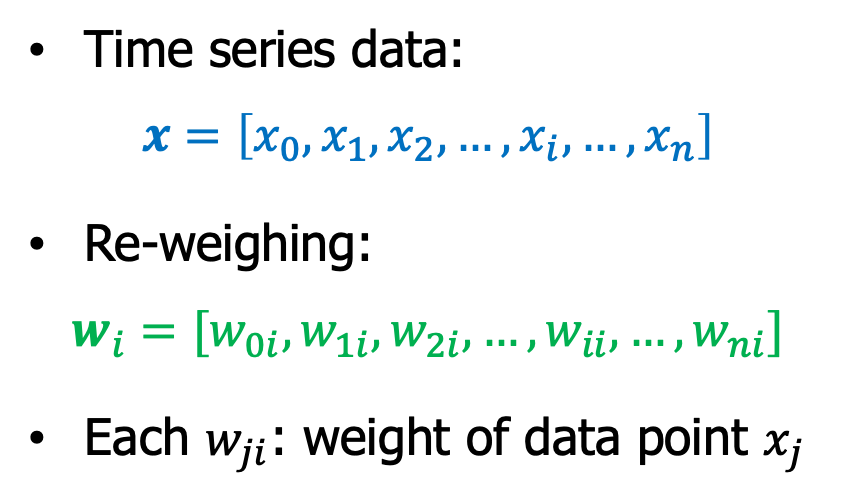 • Time series data:
x = [x₀, x₁, x₂, … , xᵢ, … , xₙ]
• Re-weighing:
wᵢ = [w₀ᵢ, w₁ᵢ, w₂ᵢ, … , wᵢᵢ, … , wₙᵢ]
• Each wⱼᵢ: weight of data point xⱼ